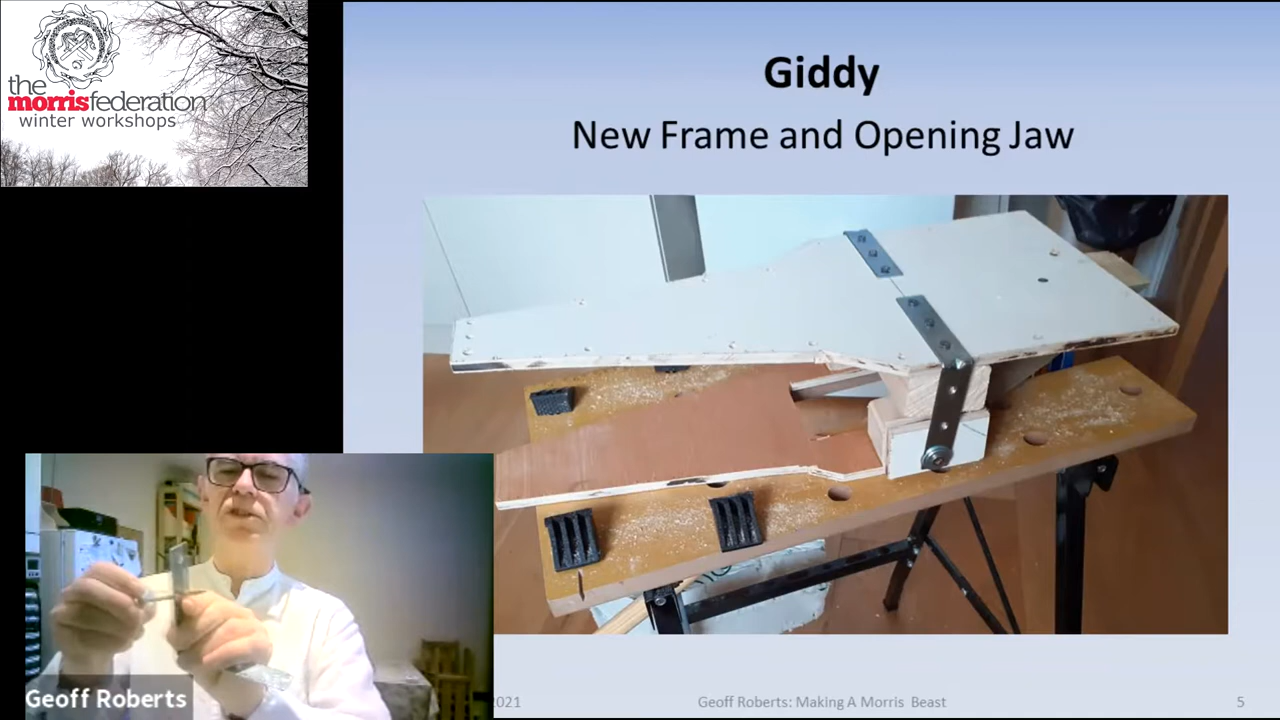 the
morrisfederation
winter workshops
Giddy
New Frame and Opening Jaw
Geoff Roberts
2021
Geoff Roberts: Making A Morris Beast
5